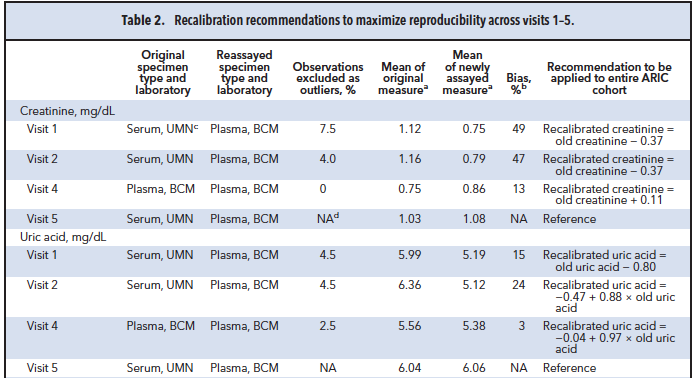 Table 2. Recalibration recommendations to maximize reproducibility across visits 1–5.
Original specimen type and laboratory Reassayed specimen type and laboratory Observations excluded as outliers, % Mean of original measureᵃ Mean of newly assayed measureᵃ Bias, %ᵇ Recommendation to be applied to entire ARIC cohort
Creatinine, mg/dL
Visit 1 Serum, UMNᶜ Plasma, BCM 7.5 1.12 0.75 49 Recalibrated creatinine =
old creatinine – 0.37
Visit 2 Serum, UMN Plasma, BCM 4.0 1.16 0.79 47 Recalibrated creatinine =
old creatinine – 0.37
Visit 4 Plasma, BCM Plasma, BCM 0 0.75 0.86 13 Recalibrated creatinine =
old creatinine + 0.11
Visit 5 Serum, UMN Plasma, BCM NAᵈ 1.03 1.08 NA Reference
Uric acid, mg/dL
Visit 1 Serum, UMN Plasma, BCM 4.5 5.99 5.19 15 Recalibrated uric acid =
old uric acid – 0.80
Visit 2 Serum, UMN Plasma, BCM 4.5 6.36 5.12 24 Recalibrated uric acid =
–0.47 + 0.88 × old uric
acid
Visit 4 Plasma, BCM Plasma, BCM 2.5 5.56 5.38 3 Recalibrated uric acid =
–0.04 + 0.97 × old uric
acid
Visit 5 Serum, UMN Plasma, BCM NA 6.04 6.06 NA Reference